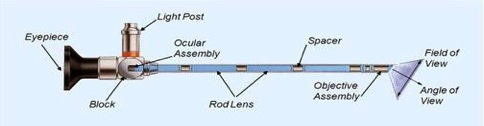 Light Post
Eyepiece
Ocular
Assembly
Spacer
Field of
View
Block
Rod Lens
Objective
Assembly
Angle of
View